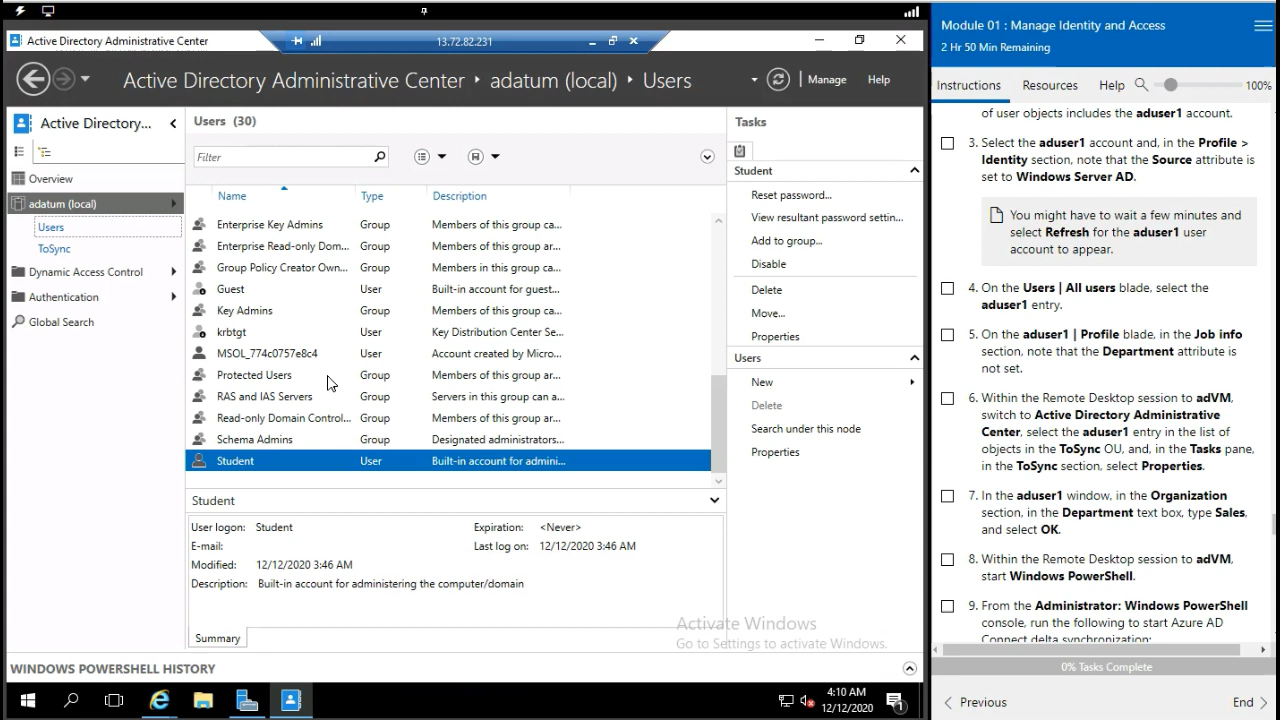 13.72.82.231
Active Directory Administrative Center
Active Directory Administrative Center • adatum (local) • Users
Manage
Help
Active Directory...
Overview
adatum (local)
Users
ToSync
Dynamic Access Control
Authentication
Global Search
Users (30)
Filter
Name Type Description
Enterprise Key Admins Group Members of this group ca...
Enterprise Read-only Dom... Group Members of this group ar...
Group Policy Creator Own... Group Members in this group ca...
Guest User Built-in account for guest...
Key Admins Group Members of this group ca...
krbtgt User Key Distribution Center Se...
MSOL_774c0757e8c4 User Account created by Micro...
Protected Users Group Members of this group ar...
RAS and IAS Servers Group Servers in this group can a...
Read-only Domain Control... Group Members of this group ar...
Schema Admins Group Designated administrators...
Student User Built-in account for admini...
Student
User logon: Student Expiration: <Never>
E-mail: Last log on: 12/12/2020 3:46 AM
Modified: 12/12/2020 3:46 AM
Description: Built-in account for administering the computer/domain
Summary
Tasks
Student
Reset password...
View resultant password settin...
Add to group...
Disable
Delete
Move...
Properties
Users
New
Delete
Search under this node
Properties
Activate Windows
Go to Settings to activate Windows.
WINDOWS POWERSHELL HISTORY
4:10 AM
12/12/2020
1
Module 01 : Manage Identity and Access
2 Hr 50 Min Remaining
Instructions Resources Help 100%
of user objects includes the aduser1 account.
3. Select the aduser1 account and, in the Profile >
Identity section, note that the Source attribute is
set to Windows Server AD.
You might have to wait a few minutes and
select Refresh for the aduser1 user
account to appear.
4. On the Users | All users blade, select the
aduser1 entry.
5. On the aduser1 | Profile blade, in the Job info
section, note that the Department attribute is
not set.
6. Within the Remote Desktop session to adVM,
switch to Active Directory Administrative
Center, select the aduser1 entry in the list of
objects in the ToSync OU, and, in the Tasks pane,
in the ToSync section, select Properties.
7. In the aduser1 window, in the Organization
section, in the Department text box, type Sales,
and select OK.
8. Within the Remote Desktop session to adVM,
start Windows PowerShell.
9. From the Administrator: Windows PowerShell
console, run the following to start Azure AD
Connect delta synchronization:
0% Tasks Complete
Previous End